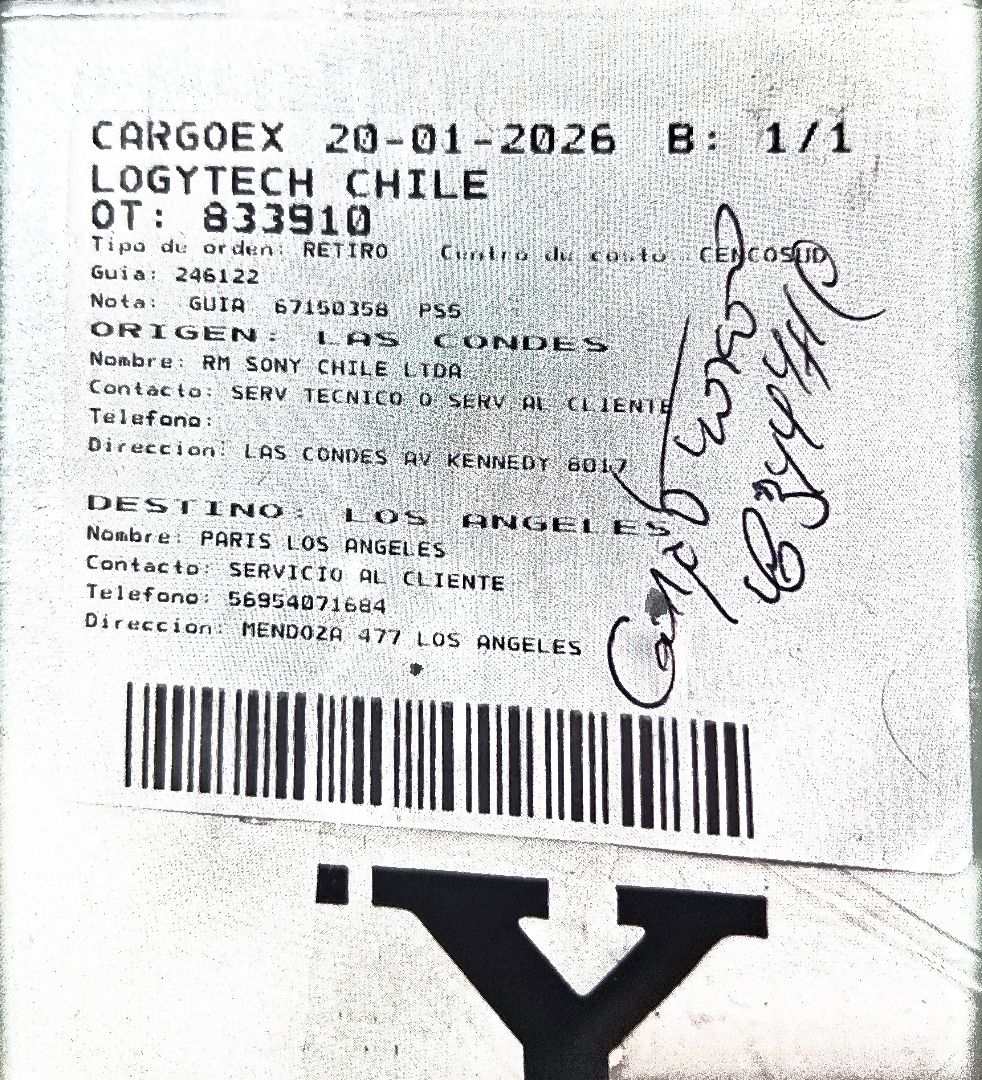 CARGOEX 20-01-2026 B: 1/1
LOGYTECH CHILE
OT: 833910
Tipo de orden: RETIRO Centro de costo: CENCOSUD
Guia: 246122
Nota: GUIA 67150358 PS5
ORIGEN: LAS CONDES
Nombre: RM SONY CHILE LTDA
Contacto: SERV TECNICO O SERV AL CLIENTE
Telefono:
Direccion: LAS CONDES AV KENNEDY 6017
DESTINO: LOS ANGELES
Nombre: PARIS LOS ANGELES
Contacto: SERVICIO AL CLIENTE
Telefono: 56954071684
Direccion: MENDOZA 477 LOS ANGELES
Y